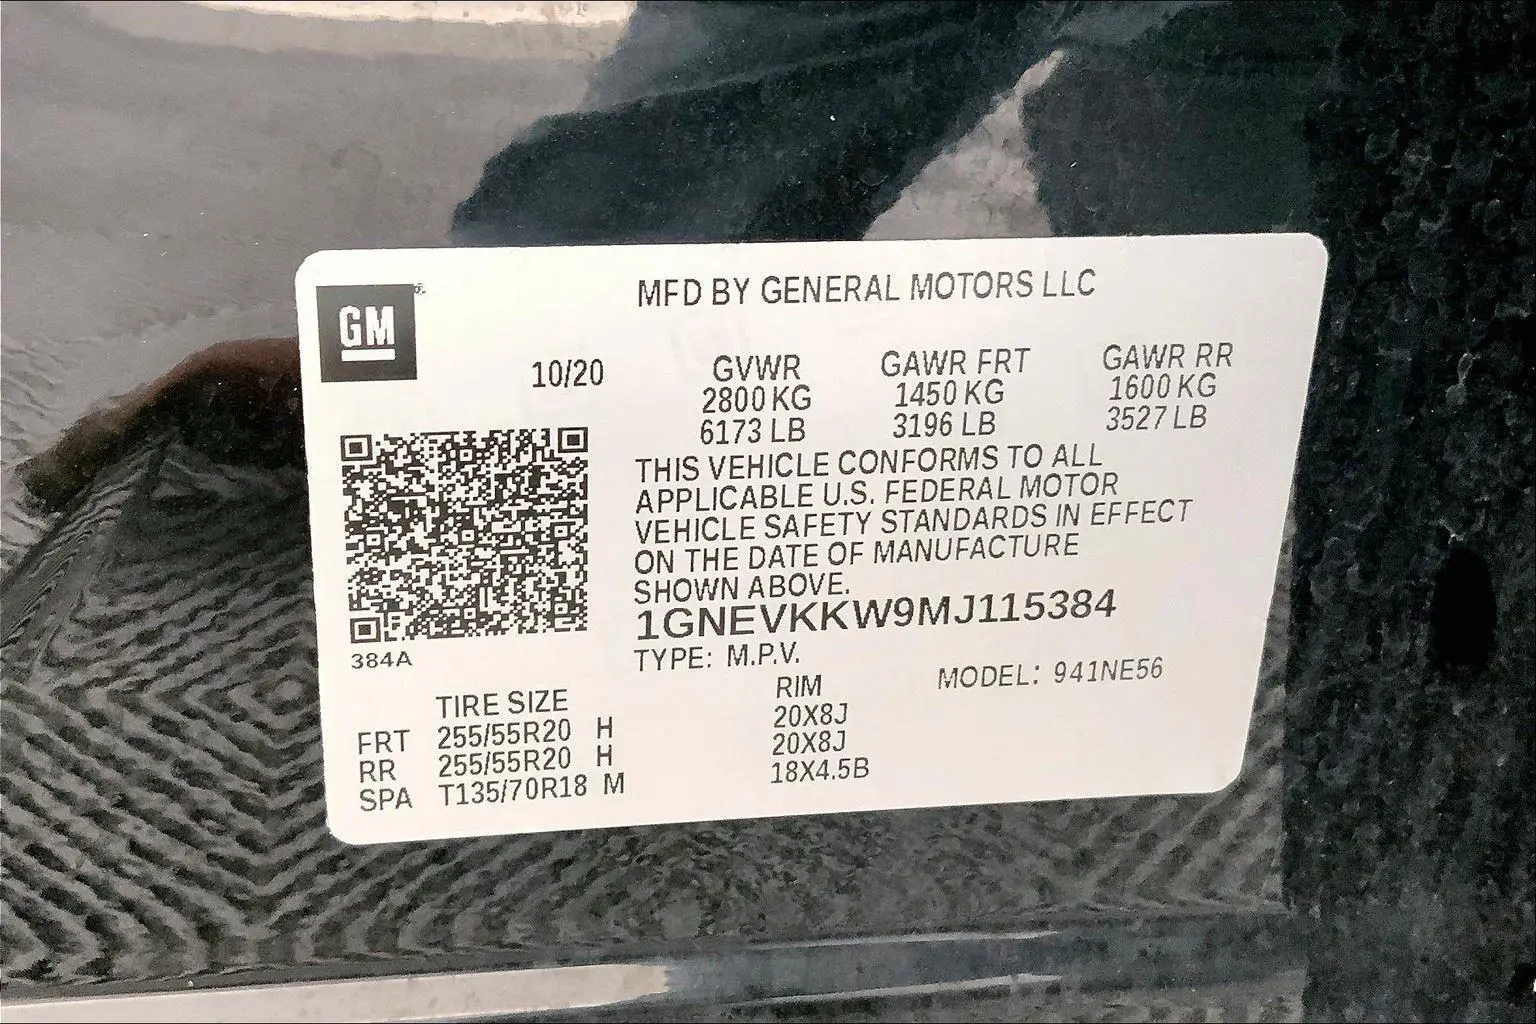 GM®
MFD BY GENERAL MOTORS LLC
10/20
GVWR GAWR FRT GAWR RR
2800 KG 1450 KG 1600 KG
6173 LB 3196 LB 3527 LB
THIS VEHICLE CONFORMS TO ALL
APPLICABLE U.S. FEDERAL MOTOR
VEHICLE SAFETY STANDARDS IN EFFECT
ON THE DATE OF MANUFACTURE
SHOWN ABOVE.
1GNEVKKW9MJ115384
384A
TYPE: M.P.V.
MODEL: 941NE56
TIRE SIZE RIM
FRT 255/55R20 H 20X8J
RR 255/55R20 H 20X8J
SPA T135/70R18 M 18X4.5B